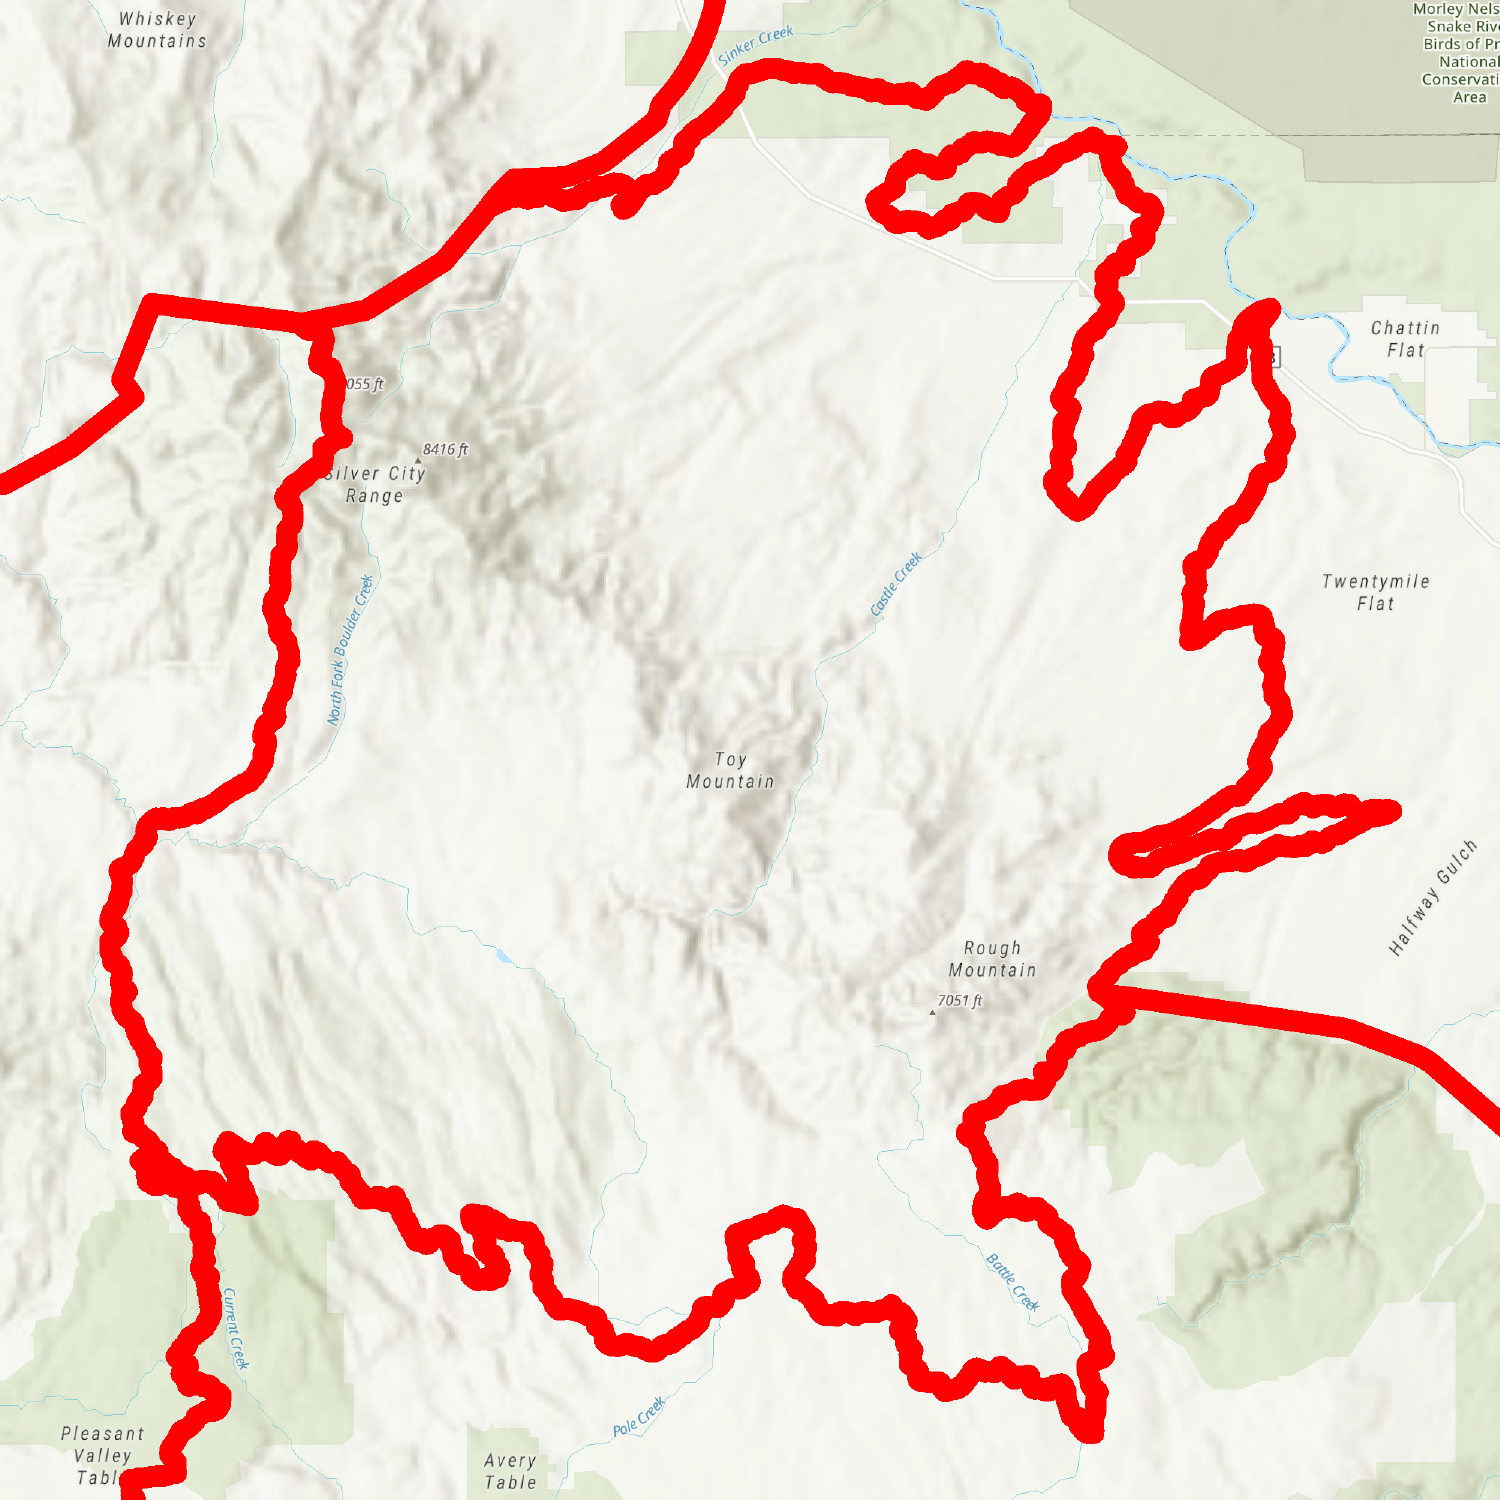 Whiskey
Mountains
Sinker Creek
Snake Riv
Birds of Pr
National
Conservati
Area
Chattin
Flat
055 ft
8416 ft
Silver City
Range
Castle Creek
Twentymile
Flat
North Fork Boulder Creek
Toy
Mountain
Halfway Gulch
Rough
Mountain
7051 ft
Battle Creek
Current Creek
Pole Creek
Pleasant
Valley
Tabl
Avery
Table